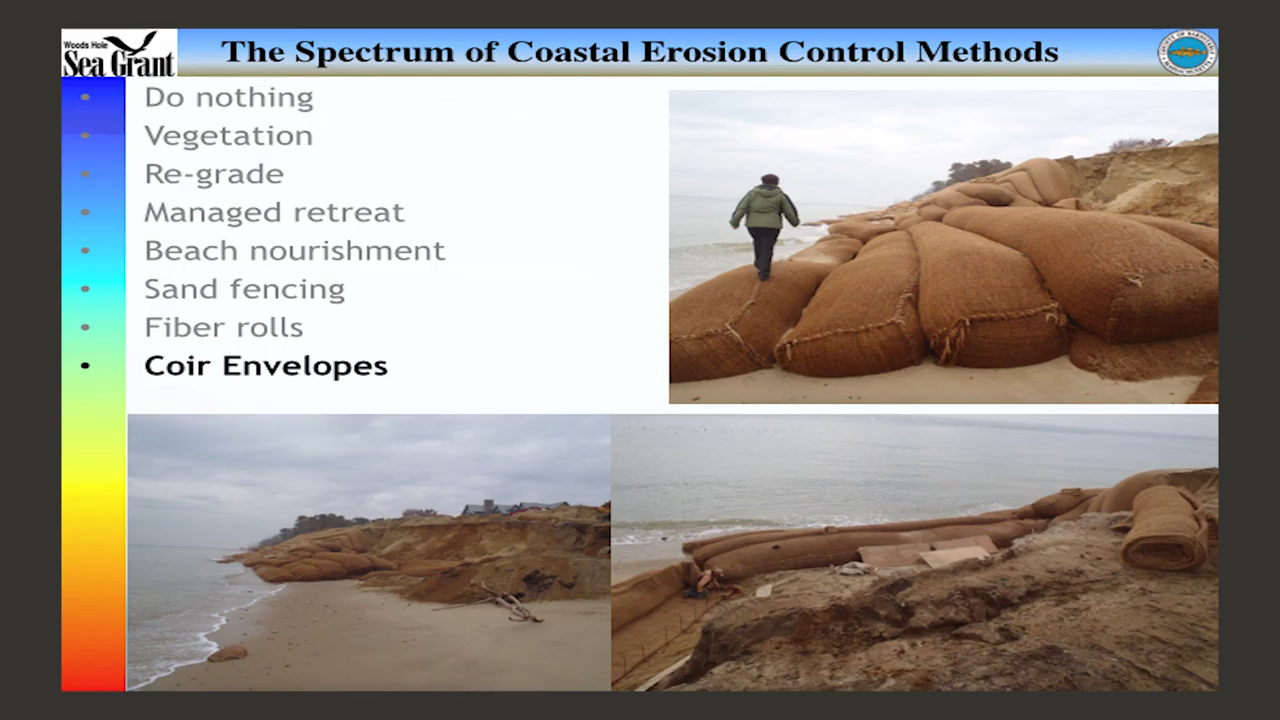 Woods Hole
Sea Grant
The Spectrum of Coastal Erosion Control Methods
• Do nothing
• Vegetation
• Re-grade
• Managed retreat
• Beach nourishment
• Sand fencing
• Fiber rolls
• Coir Envelopes